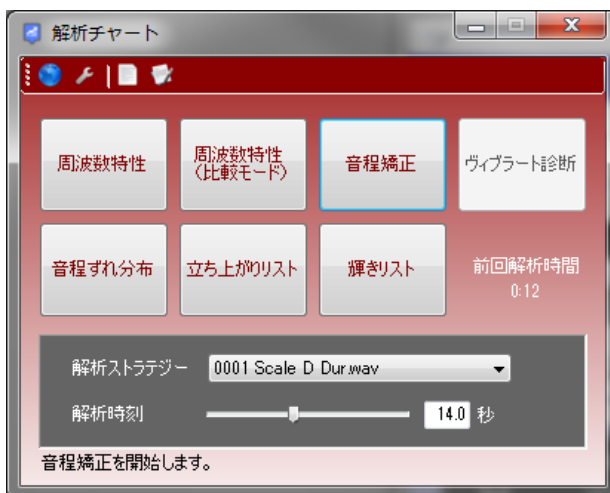 解析チャート
周波数特性
周波数特性
(比較モード)
音程矯正
ヴィブラート診断
音程ずれ分布
立ち上がりリスト
輝きリスト
前回解析時間
0:12
解析ストラテジー
0001 Scale D Dur.wav
解析時刻
14.0 秒
音程矯正を開始します。